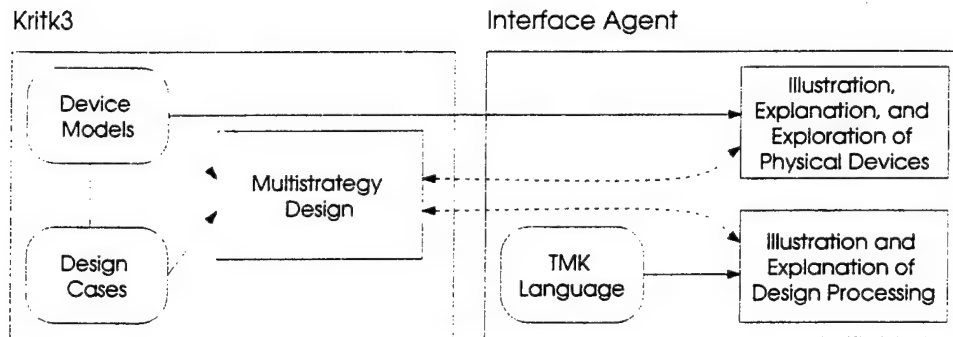 Kritk3
Interface Agent
Device
Models
Multistrategy
Design
Design
Cases
Illustration,
Explanation, and
Exploration of
Physical Devices
TMK
Language
Illustration and
Explanation of
Design Processing